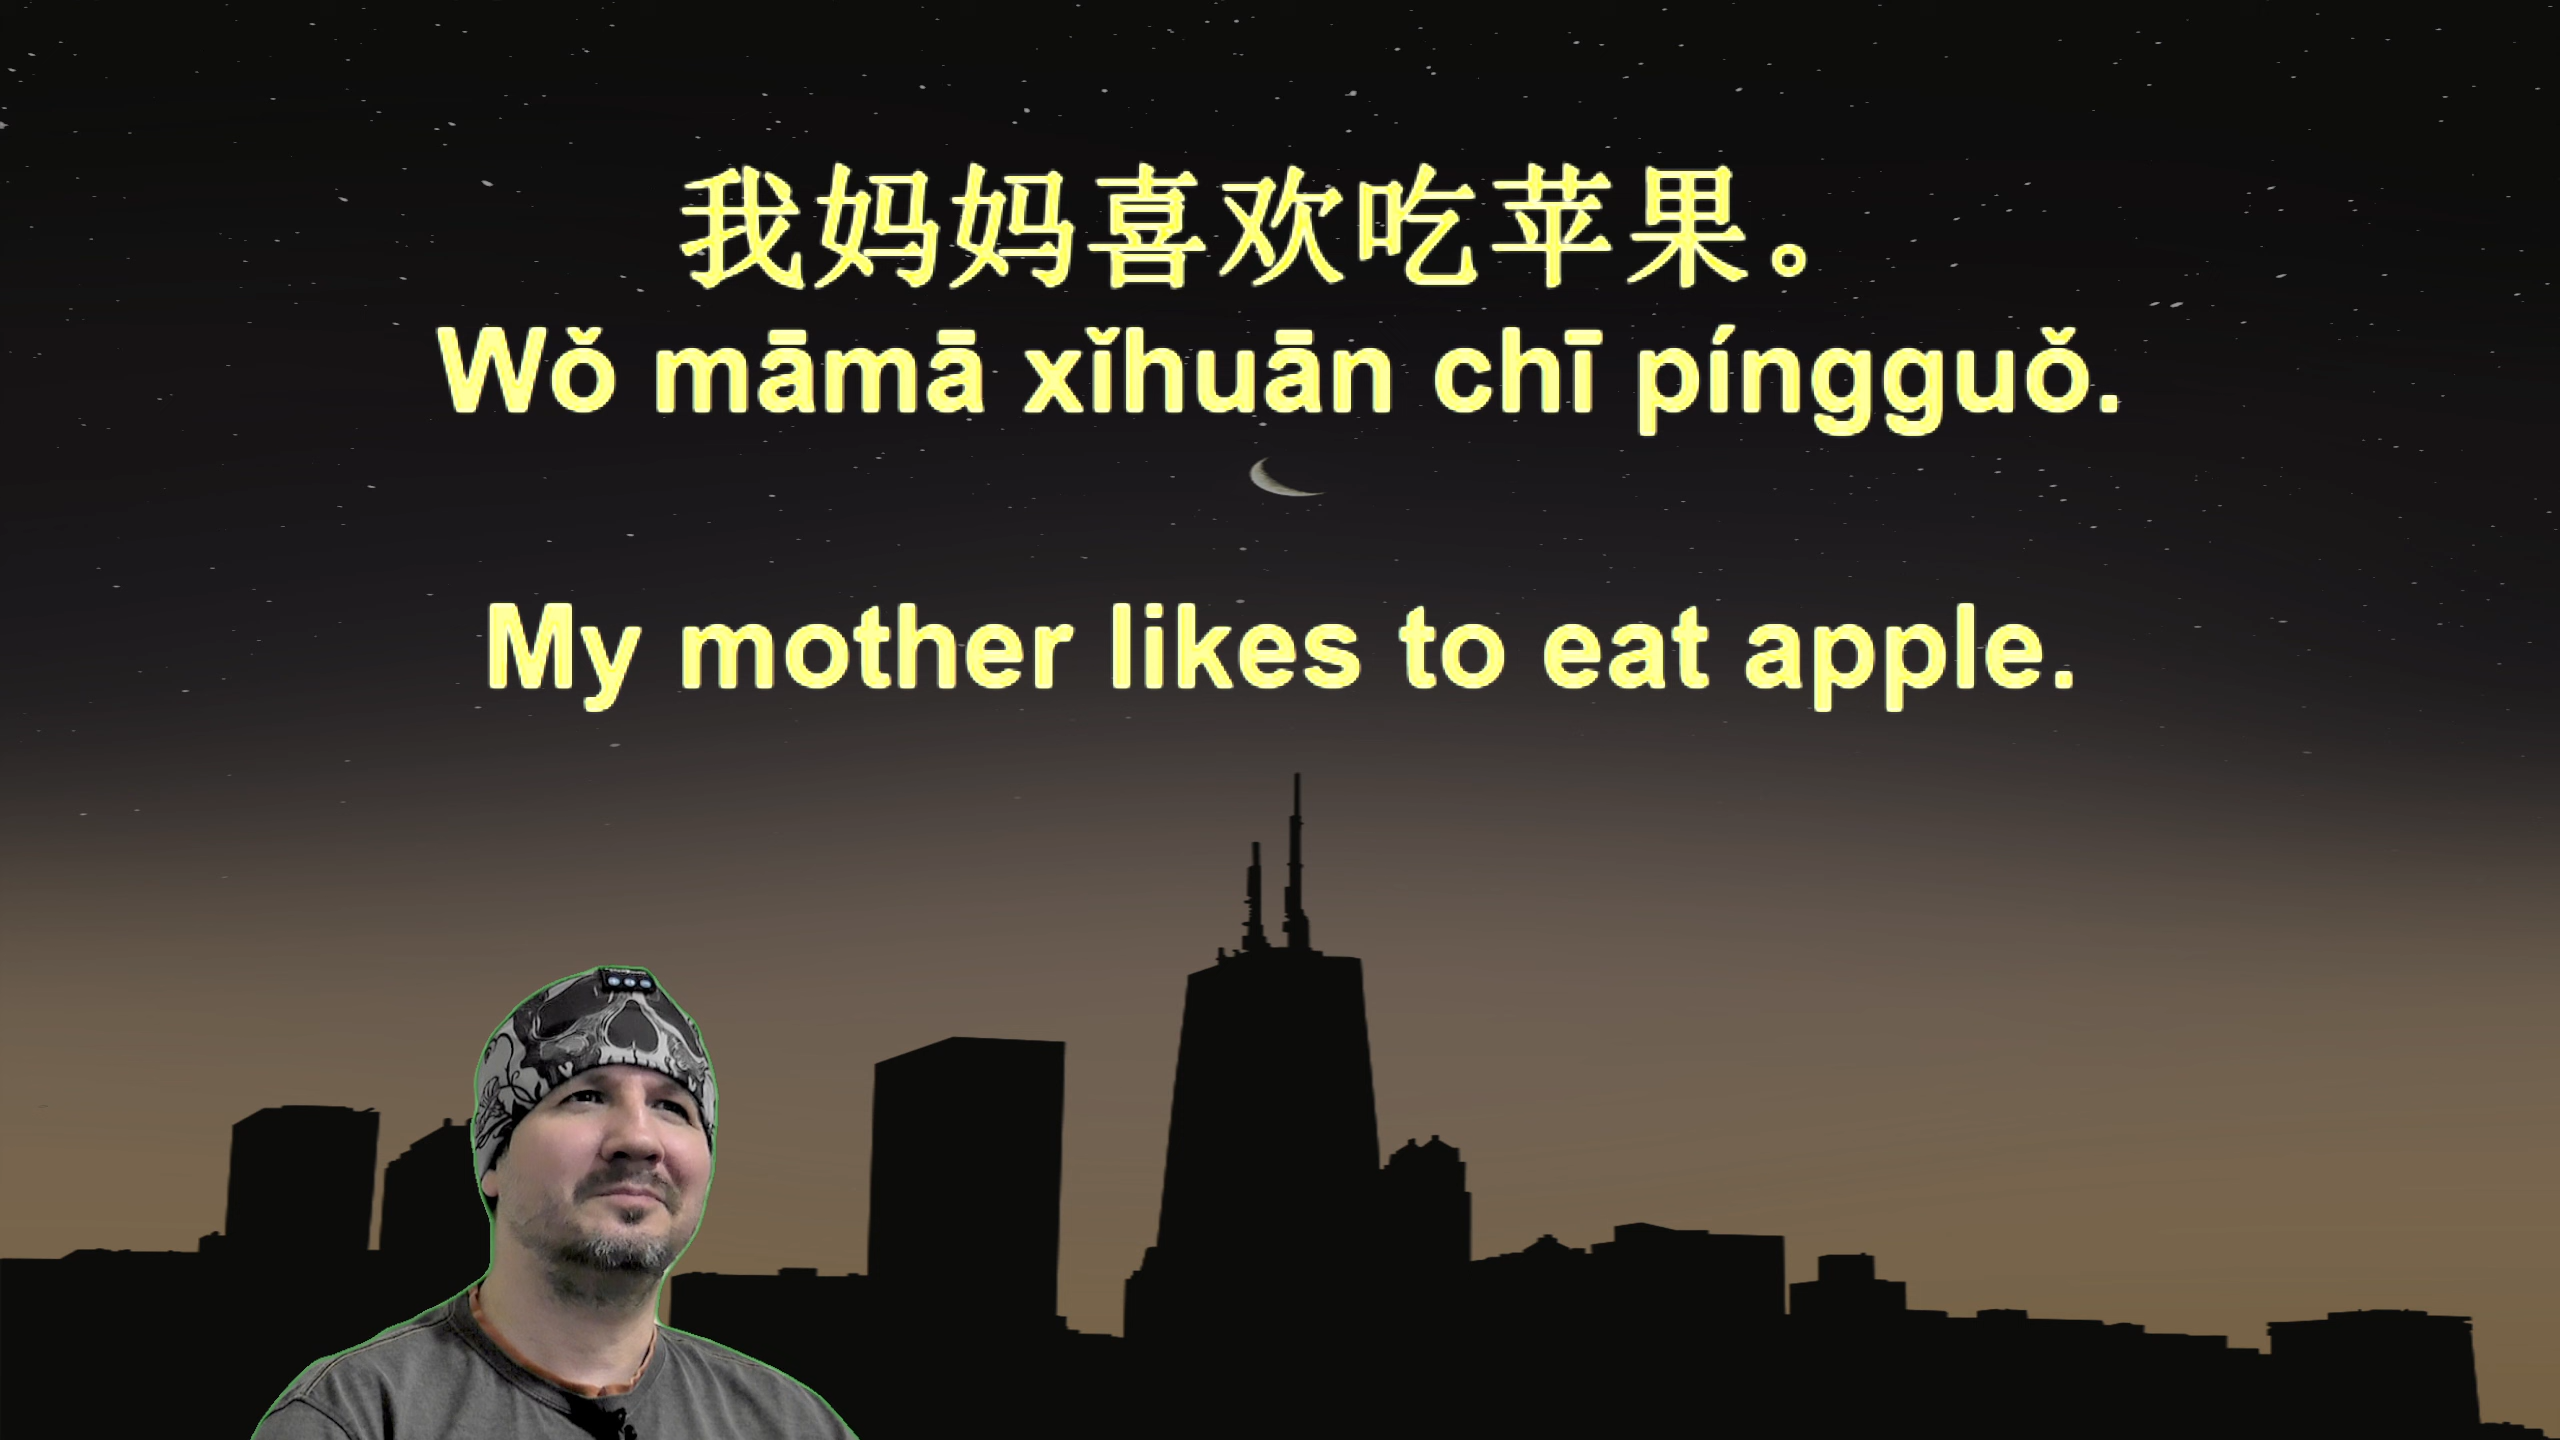 我妈妈喜欢吃苹果。
Wǒ māmā xǐhuān chī píngguǒ.
My mother likes to eat apple.